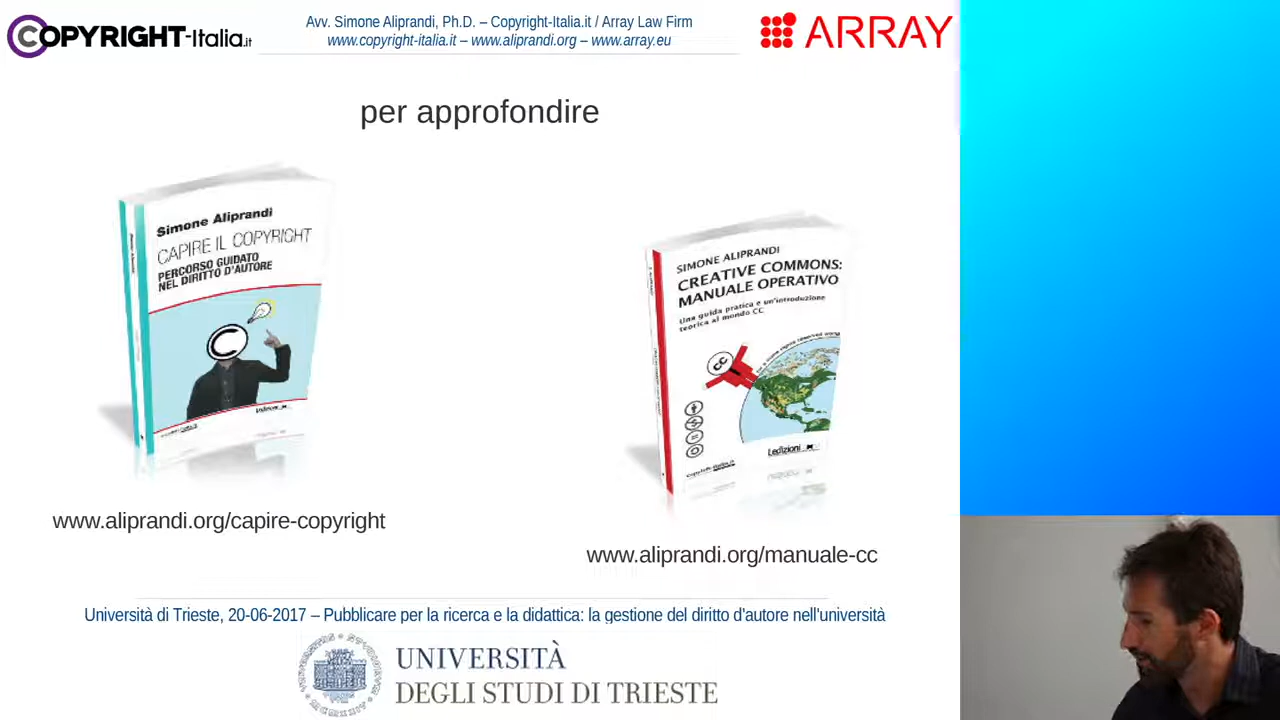 COPYRIGHT-Italia.it
Avv. Simone Aliprandi, Ph.D. – Copyright-Italia.it / Array Law Firm
www.copyright-italia.it – www.aliprandi.org – www.array.eu
ARRAY
per approfondire
Simone Aliprandi
CAPIRE IL COPYRIGHT
PERCORSO GUIDATO
NEL DIRITTO D'AUTORE
C
SIMONE ALIPRANDI
CREATIVE COMMONS:
MANUALE OPERATIVO
Una guida pratica e un'introduzione
teorica al mondo CC
CC
Ledizioni
www.aliprandi.org/capire-copyright
www.aliprandi.org/manuale-cc
Università di Trieste, 20-06-2017 – Pubblicare per la ricerca e la didattica: la gestione del diritto d'autore nell'università
UNIVERSITÀ
DEGLI STUDI DI TRIESTE